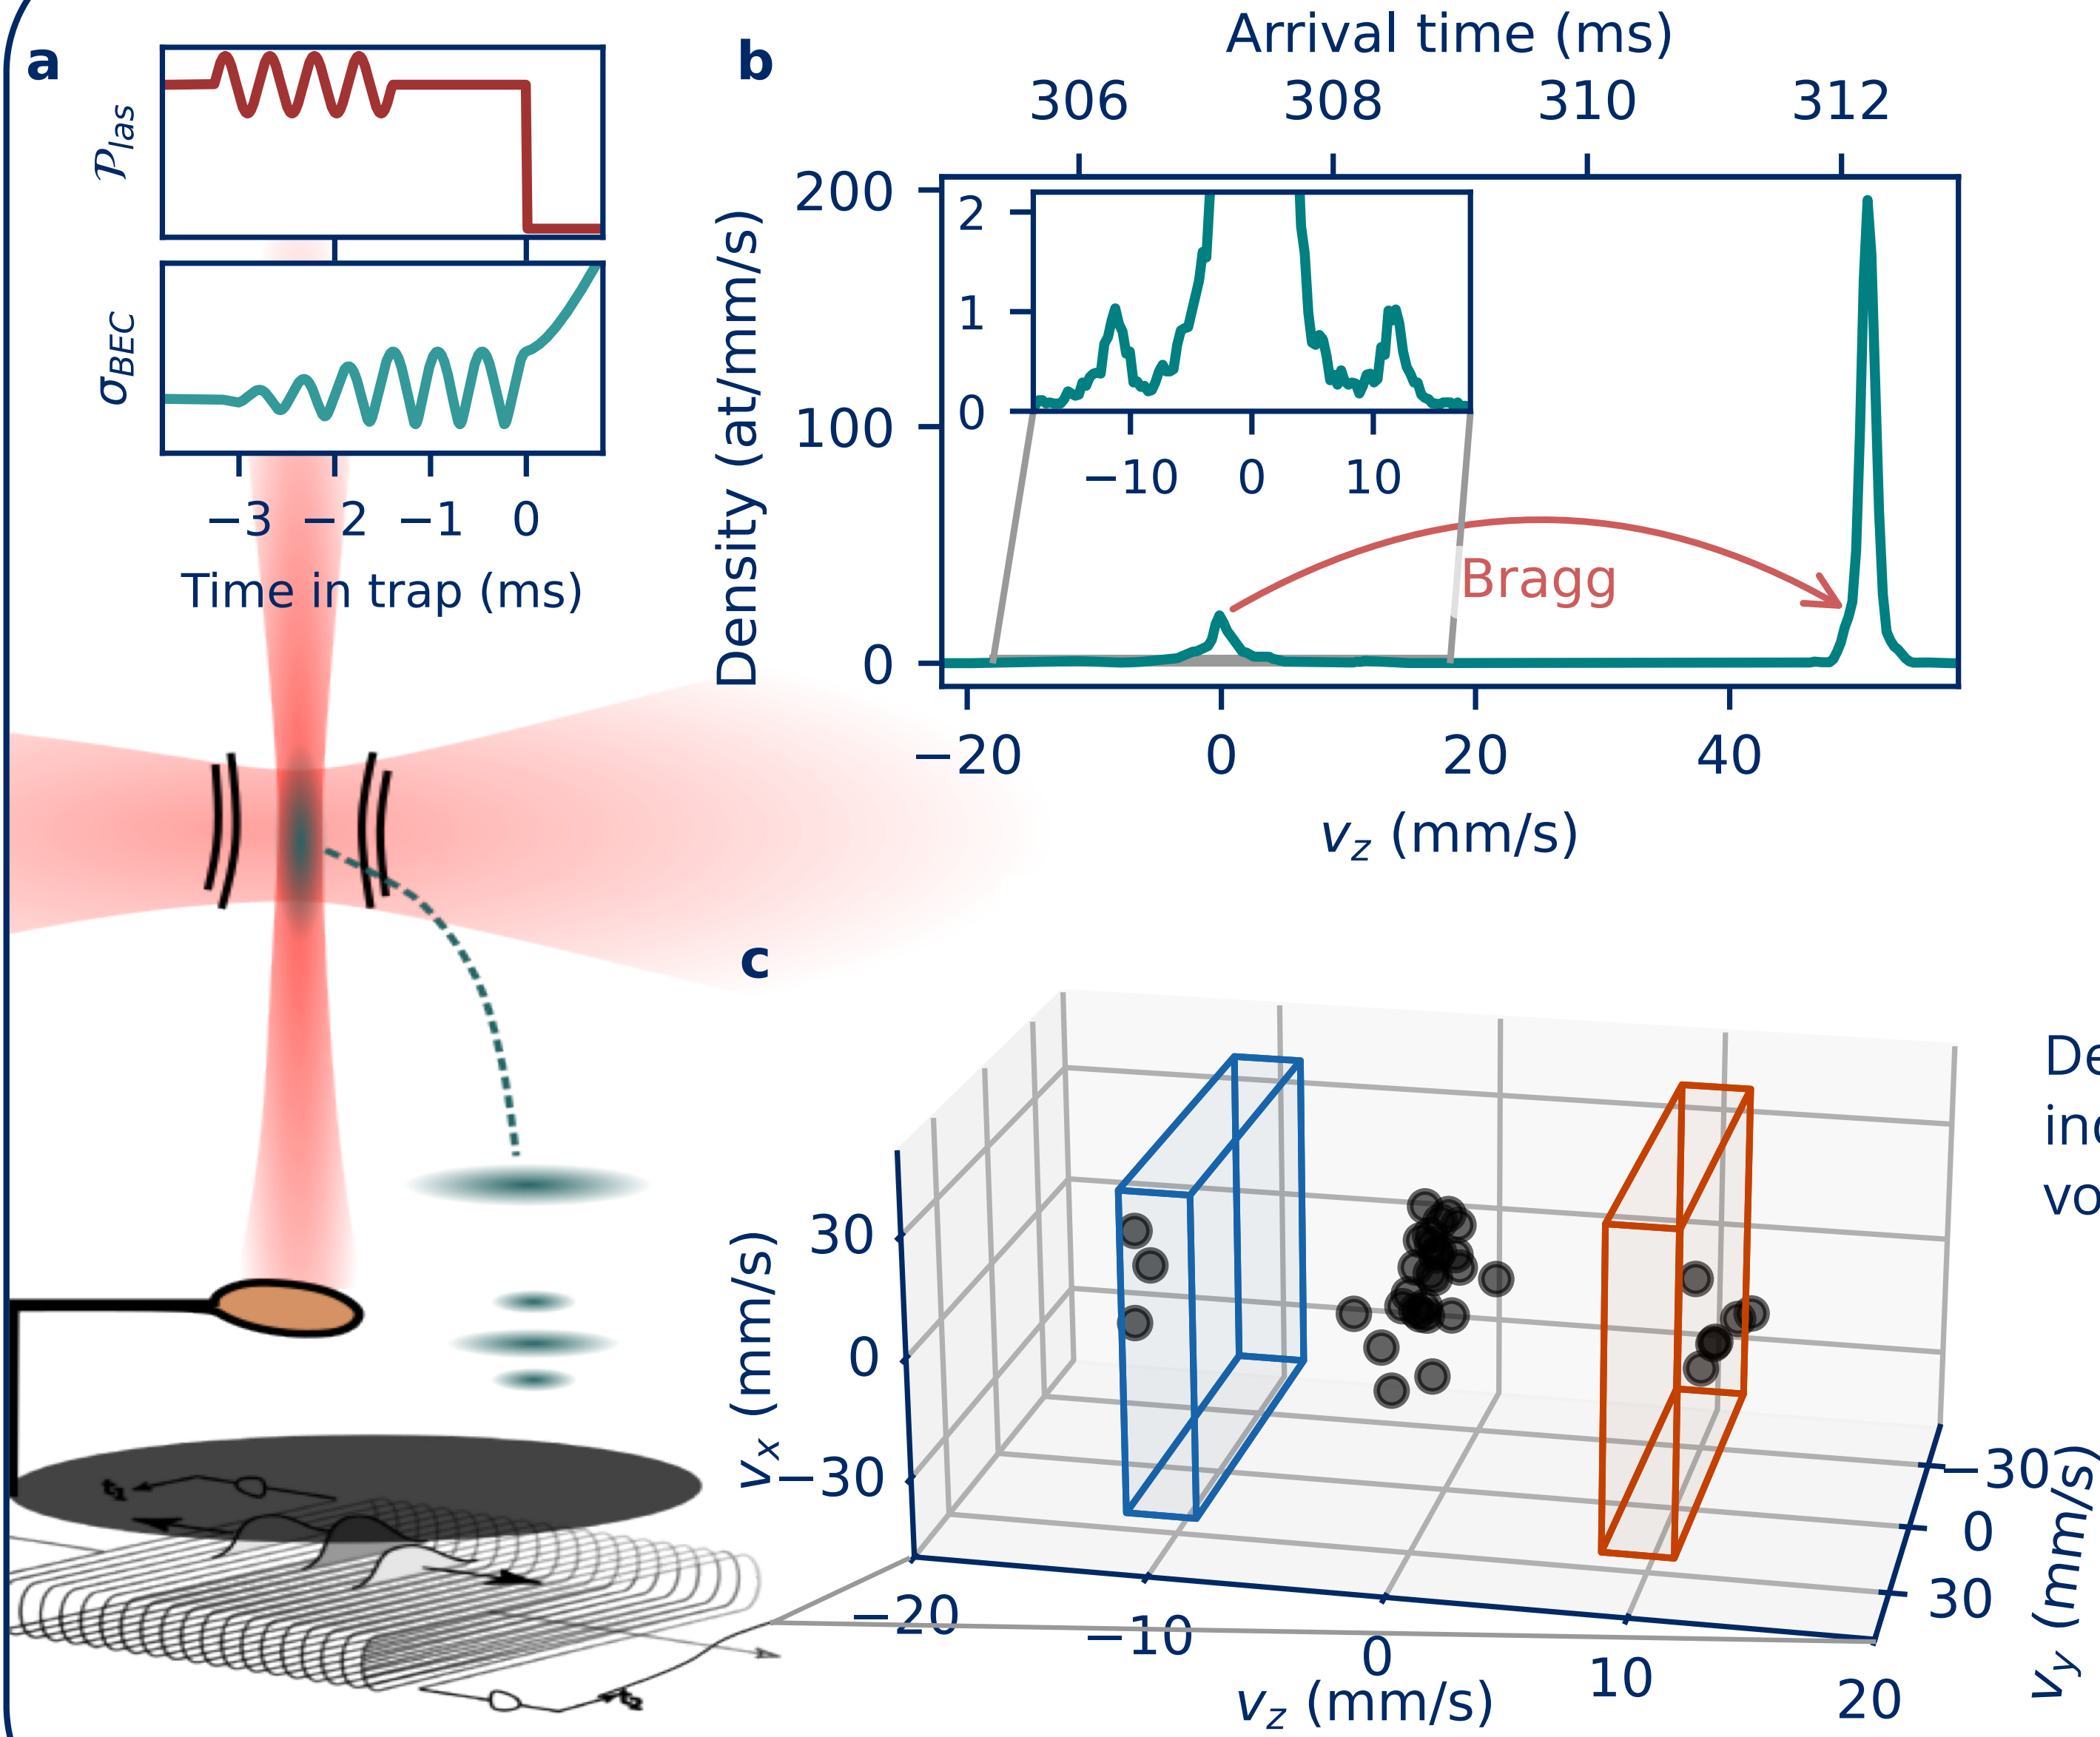 a
𝒫las
σBEC
−3 −2 −1 0
Time in trap (ms)
b
Arrival time (ms)
306 308 310 312
Density (at/mm/s)
200
100
0
2
1
0
−10 0 10
Bragg
−20 0 20 40
vz (mm/s)
c
De
ind
vo
vx (mm/s)
30
0
−30
−20 −10 0 10 20
vz (mm/s)
−30
0
30
vy (mm/s)
t1
t2